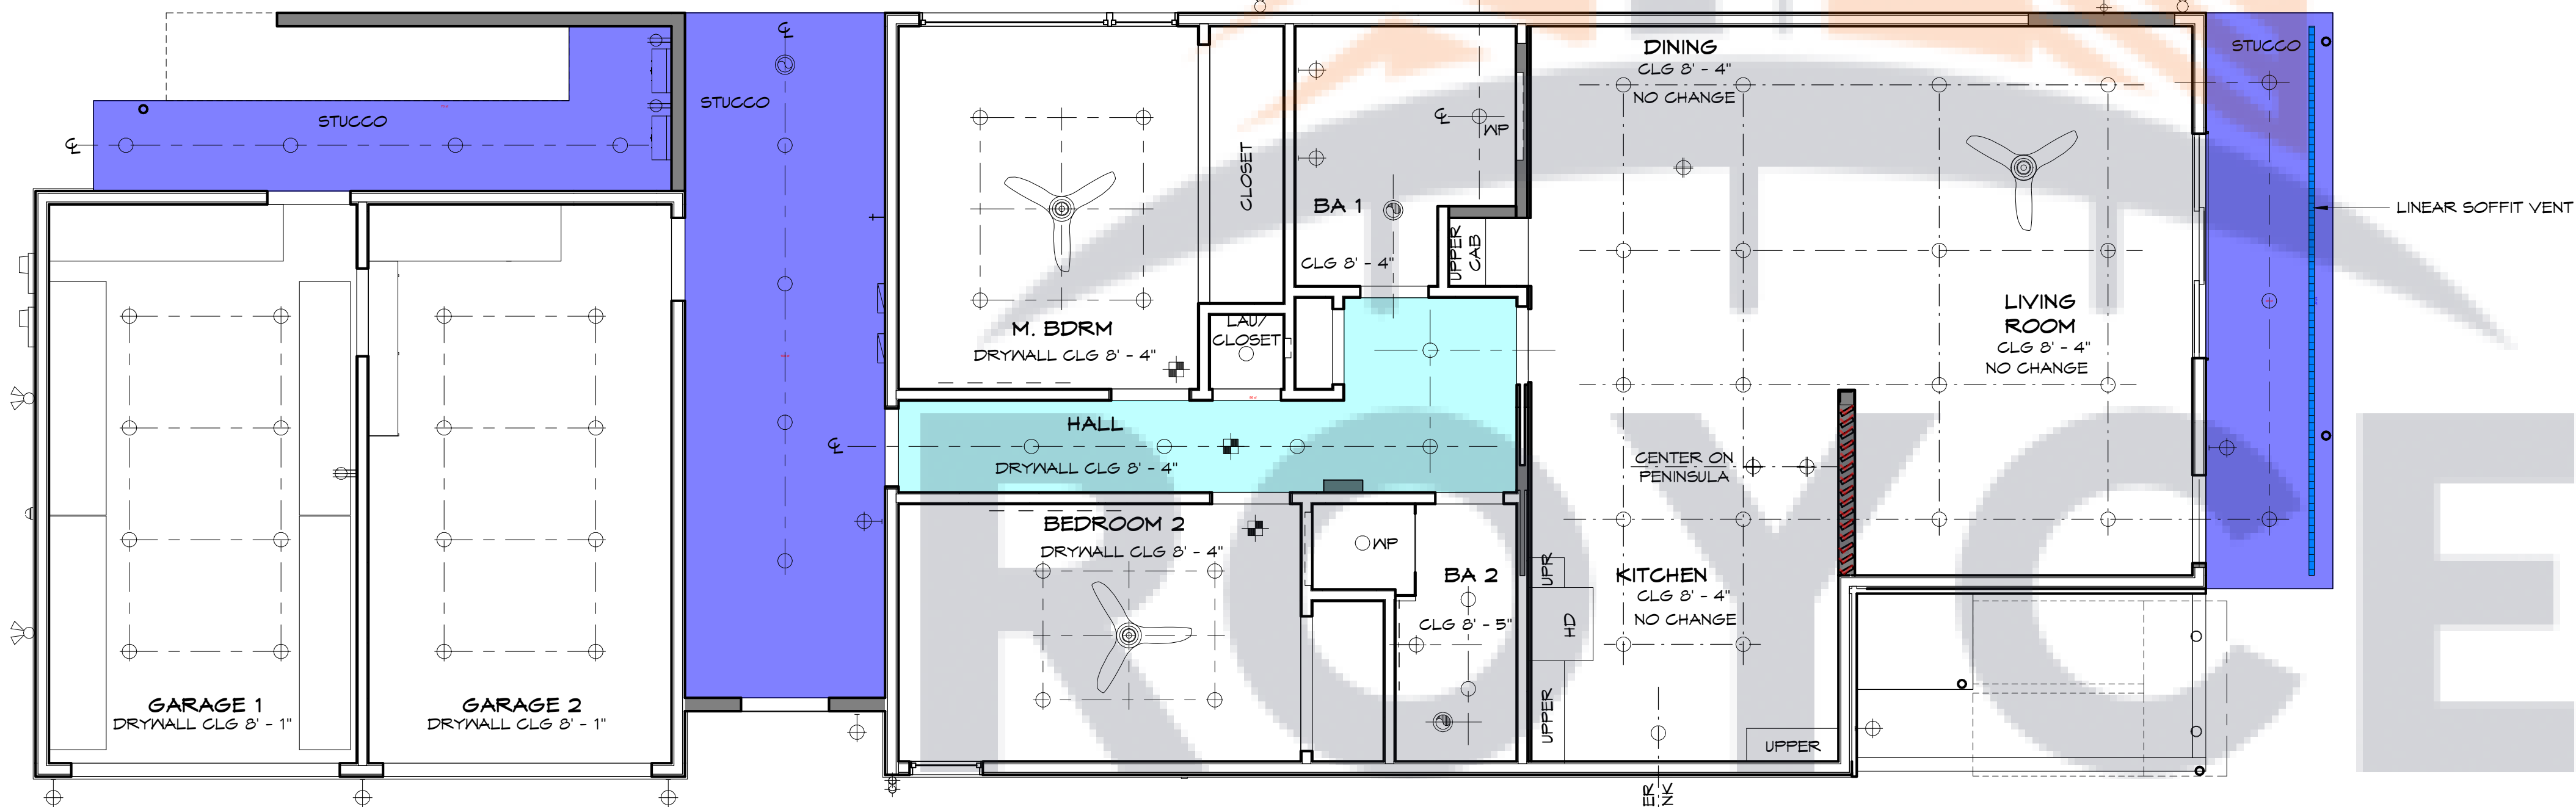 STUCCO
STUCCO
DINING
CLG 8' - 4"
NO CHANGE
STUCCO
WP
CLOSET
BA 1
CLG 8' - 4"
UPPER
CAB
LINEAR SOFFIT VENT
LIVING
ROOM
CLG 8' - 4"
NO CHANGE
M. BDRM
DRYWALL CLG 8' - 4"
LAU/
CLOSET
HALL
DRYWALL CLG 8' - 4"
CENTER ON
PENINSULA
BEDROOM 2
DRYWALL CLG 8' - 4"
WP
BA 2
CLG 8' - 5"
UPR
HD
UPPER
KITCHEN
CLG 8' - 4"
NO CHANGE
UPPER
GARAGE 1
DRYWALL CLG 8' - 1"
GARAGE 2
DRYWALL CLG 8' - 1"
ER
NK
ROYCE